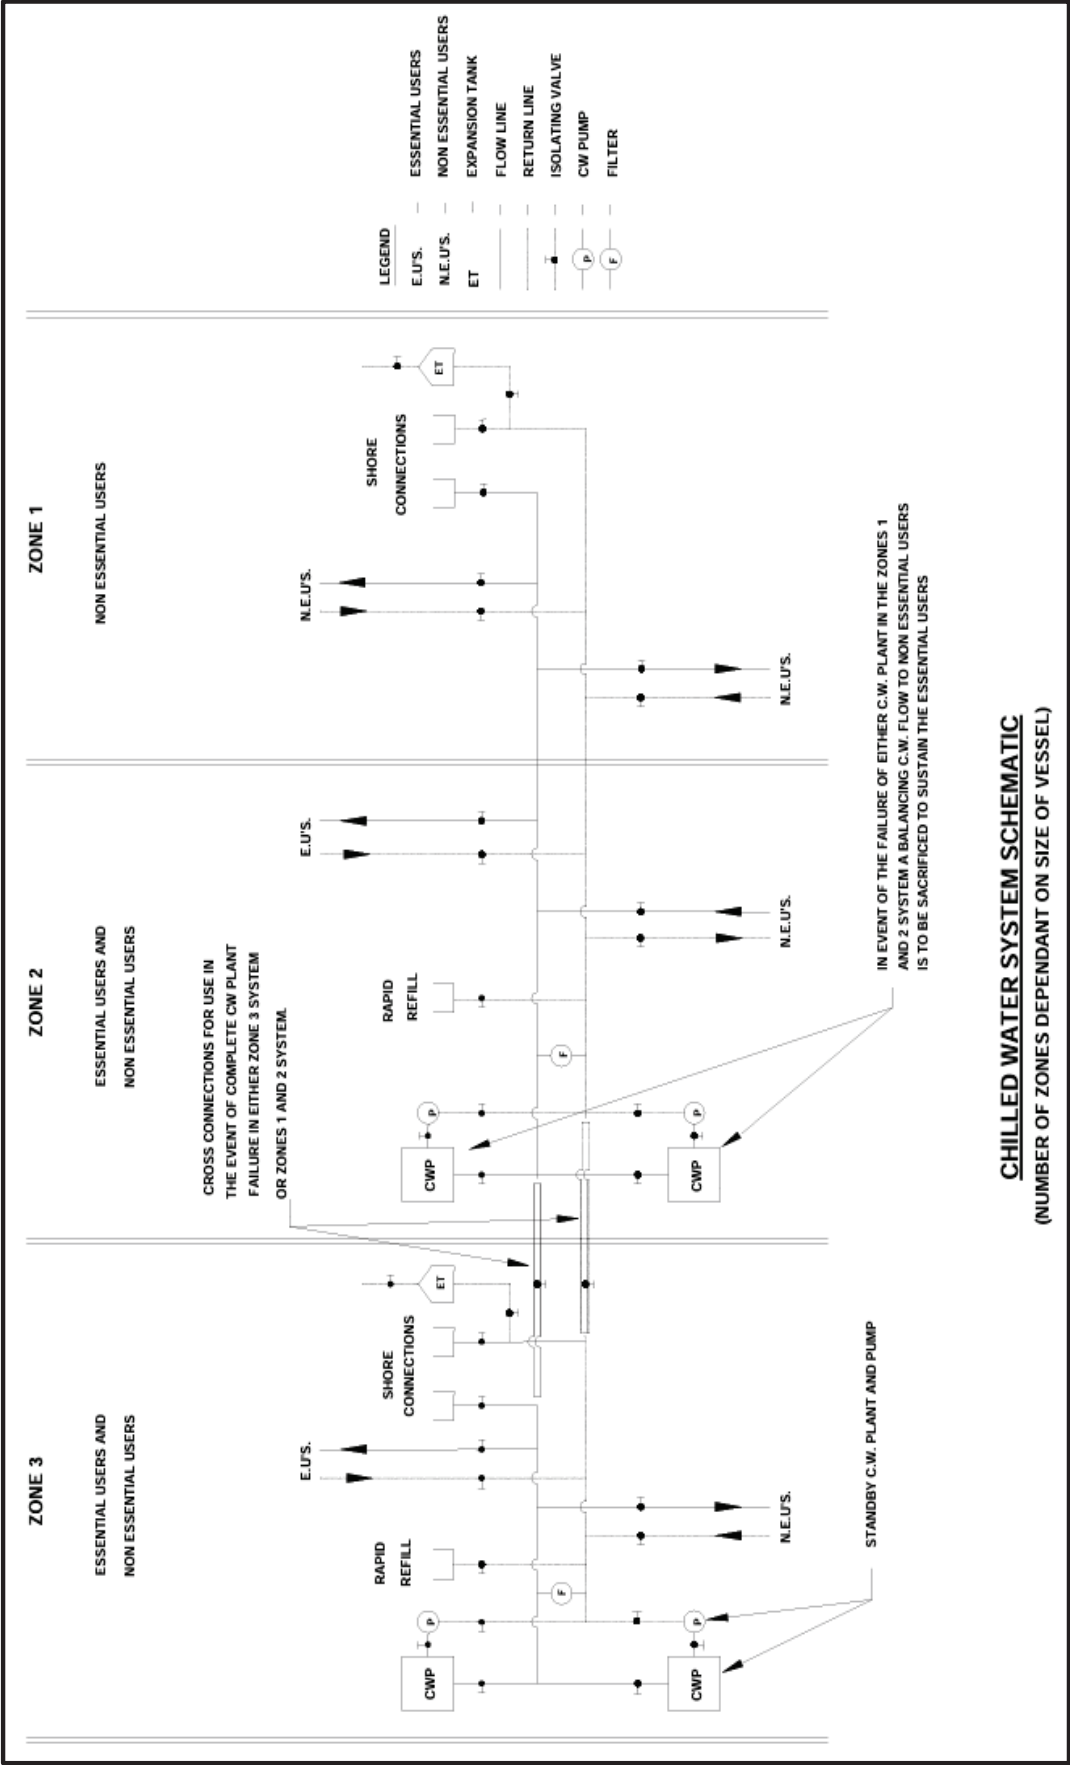 ZONE 3
ZONE 2
ZONE 1
ESSENTIAL USERS AND
NON ESSENTIAL USERS
ESSENTIAL USERS AND
NON ESSENTIAL USERS
NON ESSENTIAL USERS
CROSS CONNECTIONS FOR USE IN
THE EVENT OF COMPLETE CW PLANT
FAILURE IN EITHER ZONE 3 SYSTEM
OR ZONES 1 AND 2 SYSTEM.
E.U'S.
E.U'S.
N.E.U'S.
RAPID
REFILL
SHORE
CONNECTIONS
RAPID
REFILL
SHORE
CONNECTIONS
P
ET
P
ET
CWP
CWP
F
F
P
P
CWP
CWP
N.E.U'S.
N.E.U'S.
N.E.U'S.
STANDBY C.W. PLANT AND PUMP
IN EVENT OF THE FAILURE OF EITHER C.W. PLANT IN THE ZONES 1
AND 2 SYSTEM A BALANCING C.W. FLOW TO NON ESSENTIAL USERS
IS TO BE SACRIFICED TO SUSTAIN THE ESSENTIAL USERS
LEGEND
E.U'S. – ESSENTIAL USERS
N.E.U'S. – NON ESSENTIAL USERS
ET – EXPANSION TANK
– FLOW LINE
– RETURN LINE
– ISOLATING VALVE
P – CW PUMP
F – FILTER
CHILLED WATER SYSTEM SCHEMATIC
(NUMBER OF ZONES DEPENDANT ON SIZE OF VESSEL)